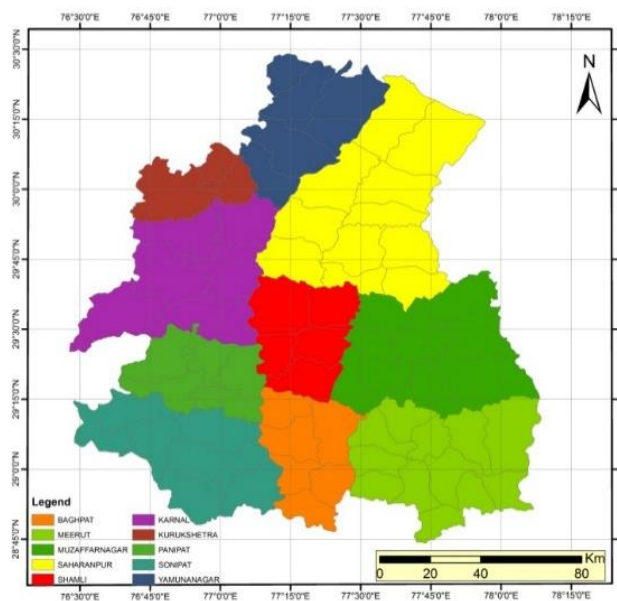 76°30'0"E 76°45'0"E 77°0'0"E 77°15'0"E 77°30'0"E 77°45'0"E 78°0'0"E 78°15'0"E
N
30°30'0"N
30°15'0"N
30°0'0"N
29°45'0"N
29°30'0"N
29°15'0"N
29°0'0"N
28°45'0"N
Legend
BAGHPAT KARNAL
MEERUT KURUKSHETRA
MUZAFFARNAGAR PANIPAT
SAHARANPUR SONIPAT
SHAMLI YAMUNANAGAR
Km
0 20 40 80
76°30'0"E 76°45'0"E 77°0'0"E 77°15'0"E 77°30'0"E 77°45'0"E 78°0'0"E 78°15'0"E